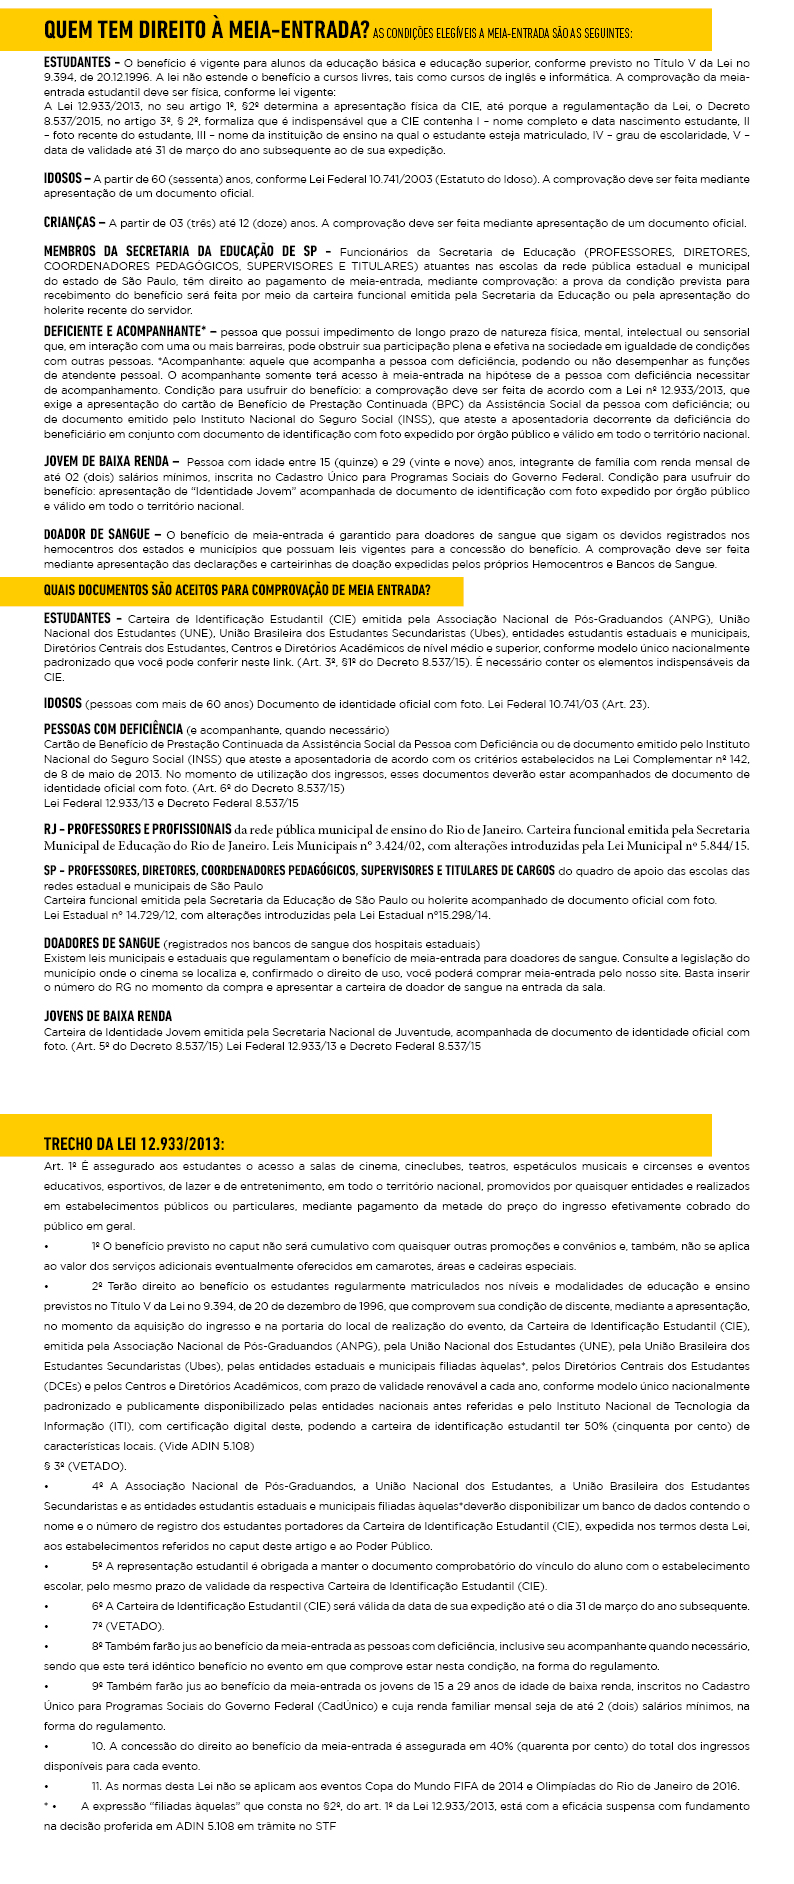 QUEM TEM DIREITO À MEIA-ENTRADA? AS CONDIÇÕES ELEGÍVEIS A MEIA-ENTRADA SÃO AS SEGUINTES:
ESTUDANTES – O benefício é vigente para alunos da educação básica e educação superior, conforme previsto no Título V da Lei no
9.394, de 20.12.1996. A lei não estende o benefício a cursos livres, tais como cursos de inglês e informática. A comprovação da meia-
entrada estudantil deve ser física, conforme lei vigente:
A Lei 12.933/2013, no seu artigo 1º, §2º determina a apresentação física da CIE, até porque a regulamentação da Lei, o Decreto
8.537/2015, no artigo 3º, § 2º, formaliza que é indispensável que a CIE contenha I – nome completo e data nascimento estudante, II
– foto recente do estudante, III – nome da instituição de ensino na qual o estudante esteja matriculado, IV – grau de escolaridade, V –
data de validade até 31 de março do ano subsequente ao de sua expedição.
IDOSOS – A partir de 60 (sessenta) anos, conforme Lei Federal 10.741/2003 (Estatuto do Idoso). A comprovação deve ser feita mediante
apresentação de um documento oficial.
CRIANÇAS – A partir de 03 (três) até 12 (doze) anos. A comprovação deve ser feita mediante apresentação de um documento oficial.
MEMBROS DA SECRETARIA DA EDUCAÇÃO DE SP - Funcionários da Secretaria de Educação (PROFESSORES, DIRETORES,
COORDENADORES PEDAGÓGICOS, SUPERVISORES E TITULARES) atuantes nas escolas da rede pública estadual e municipal
do estado de São Paulo, têm direito ao pagamento de meia-entrada, mediante comprovação: a prova da condição prevista para
recebimento do benefício será feita por meio da carteira funcional emitida pela Secretaria da Educação ou pela apresentação do
holerite recente do servidor.
DEFICIENTE E ACOMPANHANTE* – pessoa que possui impedimento de longo prazo de natureza física, mental, intelectual ou sensorial
que, em interação com uma ou mais barreiras, pode obstruir sua participação plena e efetiva na sociedade em igualdade de condições
com outras pessoas. *Acompanhante: aquele que acompanha a pessoa com deficiência, podendo ou não desempenhar as funções
de atendente pessoal. O acompanhante somente terá acesso à meia-entrada na hipótese de a pessoa com deficiência necessitar
de acompanhamento. Condição para usufruir do benefício: a comprovação deve ser feita de acordo com a Lei nº 12.933/2013, que
exige a apresentação do cartão de Benefício de Prestação Continuada (BPC) da Assistência Social da pessoa com deficiência; ou
de documento emitido pelo Instituto Nacional do Seguro Social (INSS), que ateste a aposentadoria decorrente da deficiência do
beneficiário em conjunto com documento de identificação com foto expedido por órgão público e válido em todo o território nacional.
JOVEM DE BAIXA RENDA – Pessoa com idade entre 15 (quinze) e 29 (vinte e nove) anos, integrante de família com renda mensal de
até 02 (dois) salários mínimos, inscrita no Cadastro Único para Programas Sociais do Governo Federal. Condição para usufruir do
benefício: apresentação de "Identidade Jovem" acompanhada de documento de identificação com foto expedido por órgão público
e válido em todo o território nacional.
DOADOR DE SANGUE – O benefício de meia-entrada é garantido para doadores de sangue que sigam os devidos registrados nos
hemocentros dos estados e municípios que possuam leis vigentes para a concessão do benefício. A comprovação deve ser feita
mediante apresentação das declarações e carteirinhas de doação expedidas pelos próprios Hemocentros e Bancos de Sangue.
QUAIS DOCUMENTOS SÃO ACEITOS PARA COMPROVAÇÃO DE MEIA ENTRADA?
ESTUDANTES - Carteira de Identificação Estudantil (CIE) emitida pela Associação Nacional de Pós-Graduandos (ANPG), União
Nacional dos Estudantes (UNE), União Brasileira dos Estudantes Secundaristas (Ubes), entidades estudantis estaduais e municipais,
Diretórios Centrais dos Estudantes, Centros e Diretórios Acadêmicos de nível médio e superior, conforme modelo único nacionalmente
padronizado que você pode conferir neste link. (Art. 3º, §1º do Decreto 8.537/15). É necessário conter os elementos indispensáveis da
CIE.
IDOSOS (pessoas com mais de 60 anos) Documento de identidade oficial com foto. Lei Federal 10.741/03 (Art. 23).
PESSOAS COM DEFICIÊNCIA (e acompanhante, quando necessário)
Cartão de Benefício de Prestação Continuada da Assistência Social da Pessoa com Deficiência ou de documento emitido pelo Instituto
Nacional do Seguro Social (INSS) que ateste a aposentadoria de acordo com os critérios estabelecidos na Lei Complementar nº 142,
de 8 de maio de 2013. No momento de utilização dos ingressos, esses documentos deverão estar acompanhados de documento de
identidade oficial com foto. (Art. 6º do Decreto 8.537/15)
Lei Federal 12.933/13 e Decreto Federal 8.537/15
RJ - PROFESSORES E PROFISSIONAIS da rede pública municipal de ensino do Rio de Janeiro. Carteira funcional emitida pela Secretaria
Municipal de Educação do Rio de Janeiro. Leis Municipais n° 3.424/02, com alterações introduzidas pela Lei Municipal nº 5.844/15.
SP - PROFESSORES, DIRETORES, COORDENADORES PEDAGÓGICOS, SUPERVISORES E TITULARES DE CARGOS do quadro de apoio das escolas das
redes estadual e municipais de São Paulo
Carteira funcional emitida pela Secretaria da Educação de São Paulo ou holerite acompanhado de documento oficial com foto.
Lei Estadual n° 14.729/12, com alterações introduzidas pela Lei Estadual n°15.298/14.
DOADORES DE SANGUE (registrados nos bancos de sangue dos hospitais estaduais)
Existem leis municipais e estaduais que regulamentam o benefício de meia-entrada para doadores de sangue. Consulte a legislação do
município onde o cinema se localiza e, confirmado o direito de uso, você poderá comprar meia-entrada pelo nosso site. Basta inserir
o número do RG no momento da compra e apresentar a carteira de doador de sangue na entrada da sala.
JOVENS DE BAIXA RENDA
Carteira de Identidade Jovem emitida pela Secretaria Nacional de Juventude, acompanhada de documento de identidade oficial com
foto. (Art. 5º do Decreto 8.537/15) Lei Federal 12.933/13 e Decreto Federal 8.537/15
TRECHO DA LEI 12.933/2013:
Art. 1º É assegurado aos estudantes o acesso a salas de cinema, cineclubes, teatros, espetáculos musicais e circenses e eventos
educativos, esportivos, de lazer e de entretenimento, em todo o território nacional, promovidos por quaisquer entidades e realizados
em estabelecimentos públicos ou particulares, mediante pagamento da metade do preço do ingresso efetivamente cobrado do
público em geral.
• 1º O benefício previsto no caput não será cumulativo com quaisquer outras promoções e convênios e, também, não se aplica
ao valor dos serviços adicionais eventualmente oferecidos em camarotes, áreas e cadeiras especiais.
• 2º Terão direito ao benefício os estudantes regularmente matriculados nos níveis e modalidades de educação e ensino
previstos no Título V da Lei no 9.394, de 20 de dezembro de 1996, que comprovem sua condição de discente, mediante a apresentação,
no momento da aquisição do ingresso e na portaria do local de realização do evento, da Carteira de Identificação Estudantil (CIE),
emitida pela Associação Nacional de Pós-Graduandos (ANPG), pela União Nacional dos Estudantes (UNE), pela União Brasileira dos
Estudantes Secundaristas (Ubes), pelas entidades estaduais e municipais filiadas àquelas*, pelos Diretórios Centrais dos Estudantes
(DCEs) e pelos Centros e Diretórios Acadêmicos, com prazo de validade renovável a cada ano, conforme modelo único nacionalmente
padronizado e publicamente disponibilizado pelas entidades nacionais antes referidas e pelo Instituto Nacional de Tecnologia da
Informação (ITI), com certificação digital deste, podendo a carteira de identificação estudantil ter 50% (cinquenta por cento) de
características locais. (Vide ADIN 5.108)
§ 3º (VETADO).
• 4º A Associação Nacional de Pós-Graduandos, a União Nacional dos Estudantes, a União Brasileira dos Estudantes
Secundaristas e as entidades estudantis estaduais e municipais filiadas àquelas*deverão disponibilizar um banco de dados contendo o
nome e o número de registro dos estudantes portadores da Carteira de Identificação Estudantil (CIE), expedida nos termos desta Lei,
aos estabelecimentos referidos no caput deste artigo e ao Poder Público.
• 5º A representação estudantil é obrigada a manter o documento comprobatório do vínculo do aluno com o estabelecimento
escolar, pelo mesmo prazo de validade da respectiva Carteira de Identificação Estudantil (CIE).
• 6º A Carteira de Identificação Estudantil (CIE) será válida da data de sua expedição até o dia 31 de março do ano subsequente.
• 7º (VETADO).
• 8º Também farão jus ao benefício da meia-entrada as pessoas com deficiência, inclusive seu acompanhante quando necessário,
sendo que este terá idêntico benefício no evento em que comprove estar nesta condição, na forma do regulamento.
• 9º Também farão jus ao benefício da meia-entrada os jovens de 15 a 29 anos de idade de baixa renda, inscritos no Cadastro
Único para Programas Sociais do Governo Federal (CadÚnico) e cuja renda familiar mensal seja de até 2 (dois) salários mínimos, na
forma do regulamento.
• 10. A concessão do direito ao benefício da meia-entrada é assegurada em 40% (quarenta por cento) do total dos ingressos
disponíveis para cada evento.
• 11. As normas desta Lei não se aplicam aos eventos Copa do Mundo FIFA de 2014 e Olimpíadas do Rio de Janeiro de 2016.
* • A expressão "filiadas àquelas" que consta no §2º, do art. 1º da Lei 12.933/2013, está com a eficácia suspensa com fundamento
na decisão proferida em ADIN 5.108 em trâmite no STF